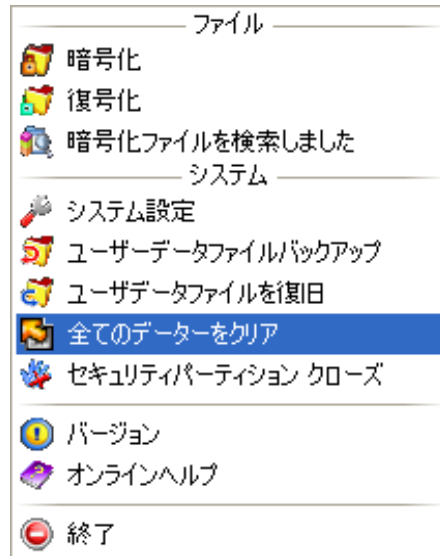 ファイル
暗号化
復号化
暗号化ファイルを検索しました
システム
システム設定
ユーザーデータファイルバックアップ
ユーザデータファイルを復旧
全てのデーターをクリア
セキュリティパーティション クローズ
バージョン
オンラインヘルプ
終了